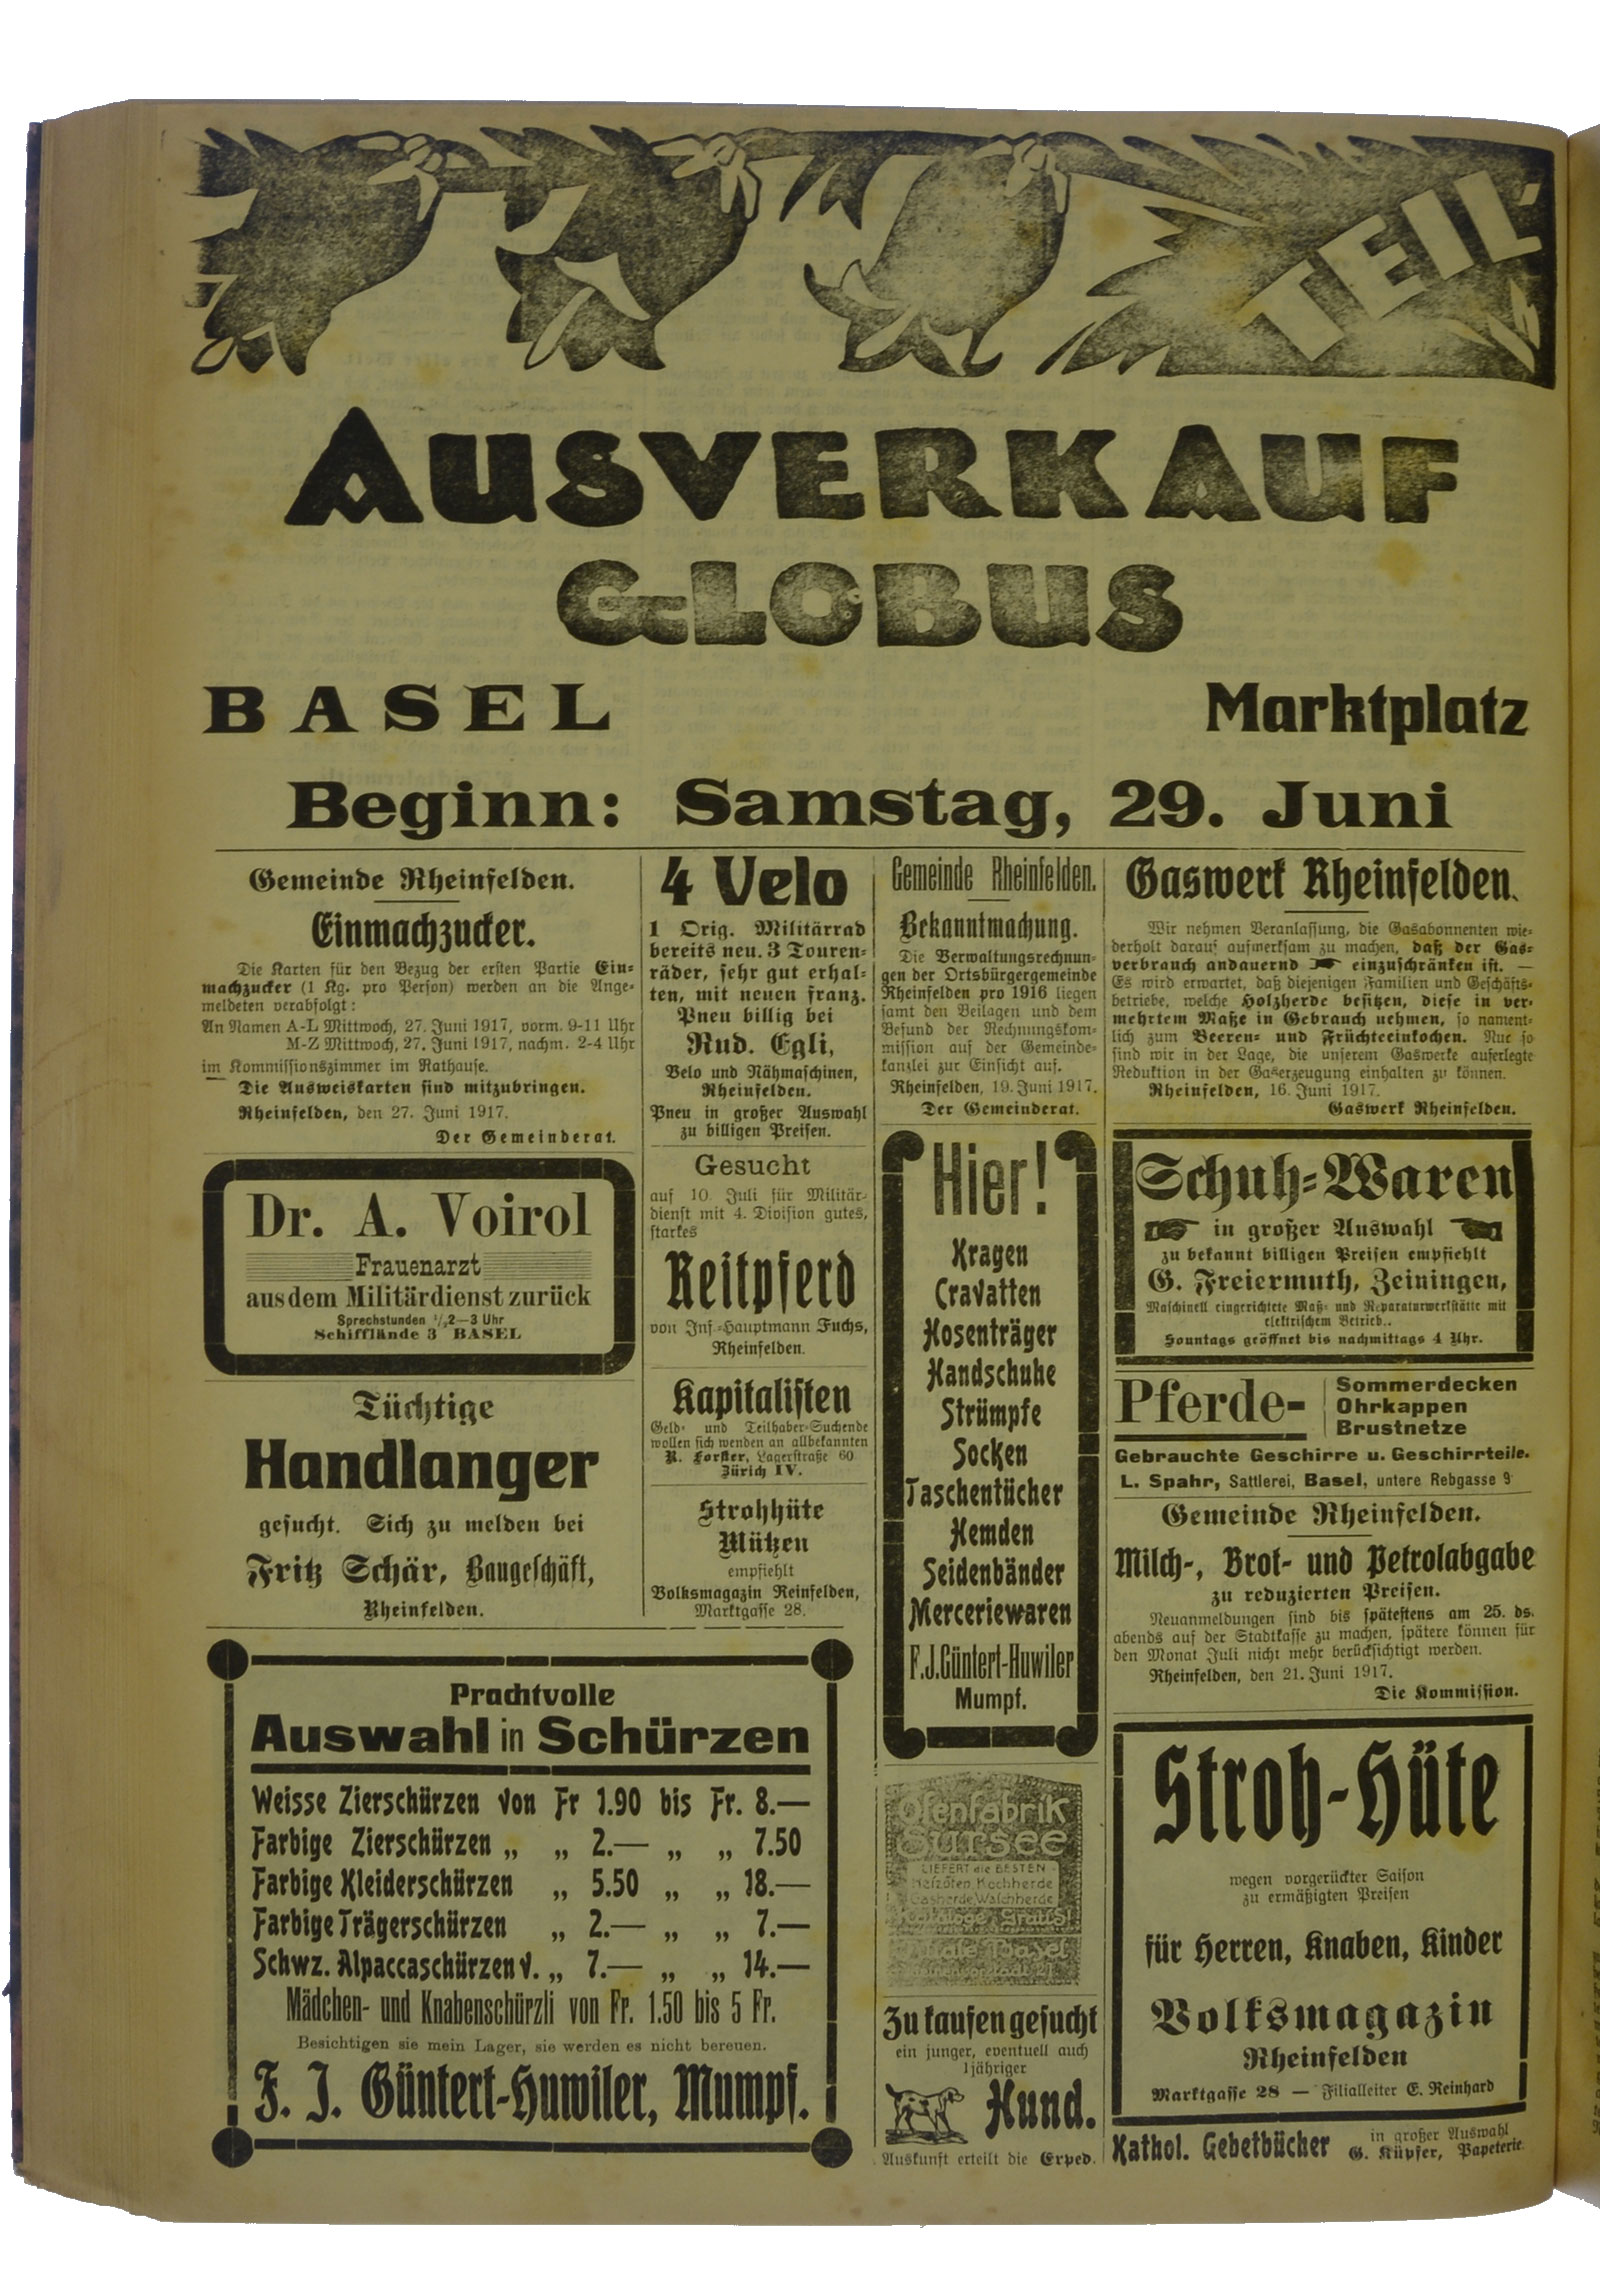 TEIL-
AUSVERKAUF
GLOBUS
BASEL
Marktplatz
Beginn: Samstag, 29. Juni
Gemeinde Rheinfelden.
Einmachzucker.
Die Karten für den Bezug der ersten Partie Ein-
machzucker (1 Kg. pro Person) werden an die Ange-
meldeten verabfolgt:
An Namen A-L Mittwoch, 27. Juni 1917, vorm. 9-11 Uhr
M-Z Mittwoch, 27. Juni 1917, nachm. 2-4 Uhr
im Kommissionszimmer im Rathause.
Die Ausweiskarten sind mitzubringen.
Rheinfelden, den 27. Juni 1917.
Der Gemeinderat.
Dr. A. Voirol
Frauenarzt
aus dem Militärdienst zurück
Sprechstunden 1/2 2—3 Uhr
Schifflände 3 BASEL
Tüchtige
Handlanger
gesucht. Sich zu melden bei
Fritz Schär, Baugeschäft,
Rheinfelden.
4 Velo
1 Orig. Militärrad
bereits neu. 3 Touren-
räder, sehr gut erhal-
ten, mit neuen franz.
Pneu billig bei
Rud. Egli,
Velo und Nähmaschinen,
Rheinfelden.
Pneu in großer Auswahl
zu billigen Preisen.
Gesucht
auf 10. Juli für Militär-
dienst mit 4. Division gutes,
starkes
Reitpferd
von Inf.-Hauptmann Fuchs,
Rheinfelden.
Kapitalisten
Geld- und Teilhaber-Suchende
wollen sich wenden an allbekannten
R. Forster, Lagerstraße 60
Zürich IV.
Strohhüte
Mützen
empfiehlt
Volksmagazin Reinfelden,
Marktgasse 28.
Prachtvolle
Auswahl in Schürzen
Weisse Zierschürzen von Fr 1.90 bis Fr. 8.—
Farbige Zierschürzen „ „ 2.— „ „ 7.50
Farbige Kleiderschürzen „ 5.50 „ „ 18.—
Farbige Trägerschürzen „ 2.— „ „ 7.—
Schwz. Alpaccaschürzen v. „ 7.— „ „ 14.—
Mädchen- und Knabenschürzli von Fr. 1.50 bis 5 Fr.
Besichtigen sie mein Lager, sie werden es nicht bereuen.
F. J. Güntert-Huwiler, Mumpf.
Gemeinde Rheinfelden.
Bekanntmachung.
Die Verwaltungsrechnun-
gen der Ortsbürgergemeinde
Rheinfelden pro 1916 liegen
samt den Beilagen und dem
Befund der Rechnungskom-
mission auf der Gemeinde-
kanzlei zur Einsicht auf.
Rheinfelden, 19. Juni 1917.
Der Gemeinderat.
Hier!
Kragen
Cravatten
Hosenträger
Handschuhe
Strümpfe
Socken
Taschentücher
Hemden
Seidenbänder
Merceriewaren
F. J. Güntert-Huwiler
Mumpf.
Ofenfabrik
Sursee
LIEFERT die BESTEN
Heizöfen, Kochherde
Gasherde, Waschherde
Kataloge Gratis!
Filiale Basel
Zu kaufen gesucht
ein junger, eventuell auch
1jähriger
Hund.
Auskunft erteilt die Exped.
Gaswerk Rheinfelden.
Wir nehmen Veranlassung, die Gasabonnenten wie-
derholt darauf aufmerksam zu machen, daß der Gas-
verbrauch andauernd einzuschränken ist. —
Es wird erwartet, daß diejenigen Familien und Geschäfts-
betriebe, welche Holzherde besitzen, diese in ver-
mehrtem Maße in Gebrauch nehmen, so nament-
lich zum Beeren- und Früchteeinkochen. Nur so
sind wir in der Lage, die unserem Gaswerke auferlegte
Reduktion in der Gaserzeugung einhalten zu können.
Rheinfelden, 16. Juni 1917.
Gaswerk Rheinfelden.
Schuh-Waren
in großer Auswahl
zu bekannt billigen Preisen empfiehlt
G. Freiermuth, Zeiningen,
Maschinell eingerichtete Maß- und Reparaturwerkstätte mit
elektrischem Betrieb.
Sonntags geöffnet bis nachmittags 4 Uhr.
Pferde-
Sommerdecken
Ohrkappen
Brustnetze
Gebrauchte Geschirre u. Geschirrteile.
L. Spahr, Sattlerei, Basel, untere Rebgasse 9
Gemeinde Rheinfelden.
Milch-, Brot- und Petrolabgabe
zu reduzierten Preisen.
Neuanmeldungen sind bis spätestens am 25. ds.
abends auf der Stadtkasse zu machen, spätere können für
den Monat Juli nicht mehr berücksichtigt werden.
Rheinfelden, den 21. Juni 1917.
Die Kommission.
Stroh-Hüte
wegen vorgerückter Saison
zu ermäßigten Preisen
für Herren, Knaben, Kinder
Volksmagazin
Rheinfelden
Marktgasse 28 — Filialleiter E. Reinhard
Kathol. Gebetbücher
in großer Auswahl
G. Küpfer, Papeterie